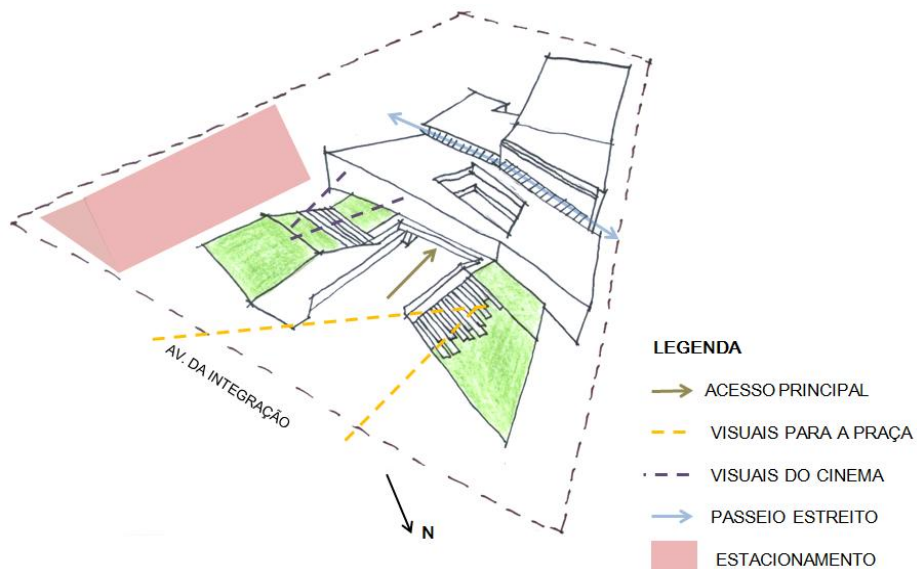 AV. DA INTEGRAÇÃO
N
LEGENDA
ACESSO PRINCIPAL
VISUAIS PARA A PRAÇA
VISUAIS DO CINEMA
PASSEIO ESTREITO
ESTACIONAMENTO